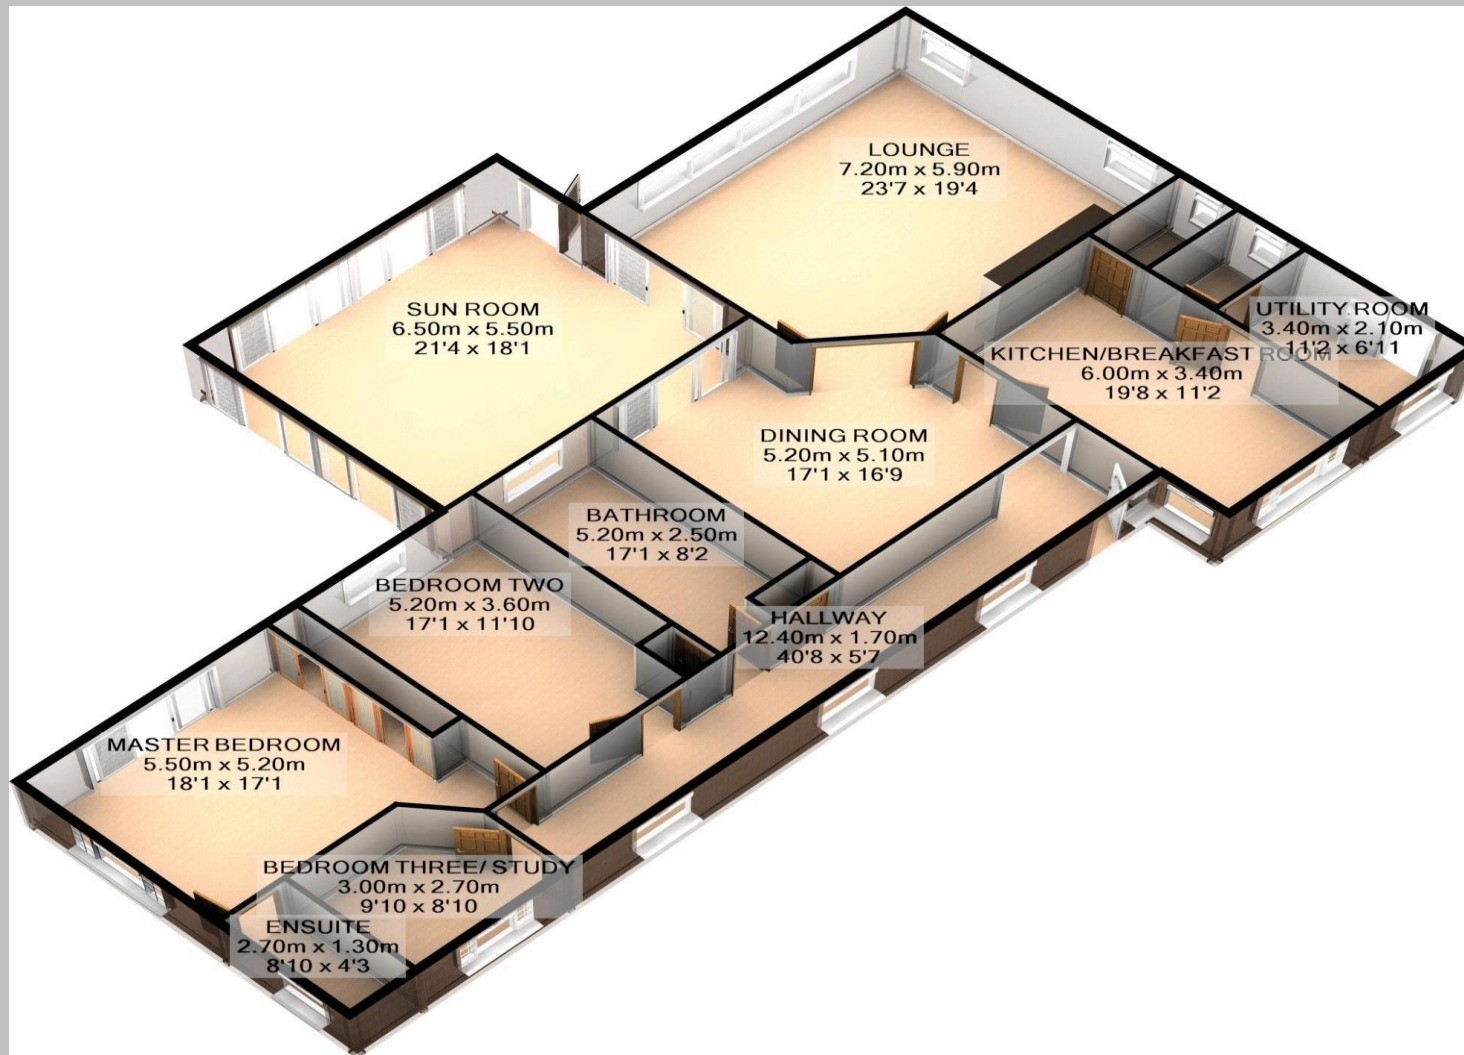 LOUNGE
7.20m x 5.90m
23'7 x 19'4
SUN ROOM
6.50m x 5.50m
21'4 x 18'1
UTILITY ROOM
3.40m x 2.10m
11'2 x 6'11
KITCHEN/BREAKFAST ROOM
6.00m x 3.40m
19'8 x 11'2
DINING ROOM
5.20m x 5.10m
17'1 x 16'9
BATHROOM
5.20m x 2.50m
17'1 x 8'2
BEDROOM TWO
5.20m x 3.60m
17'1 x 11'10
HALLWAY
12.40m x 1.70m
40'8 x 5'7
MASTER BEDROOM
5.50m x 5.20m
18'1 x 17'1
BEDROOM THREE/ STUDY
3.00m x 2.70m
9'10 x 8'10
ENSUITE
2.70m x 1.30m
8'10 x 4'3